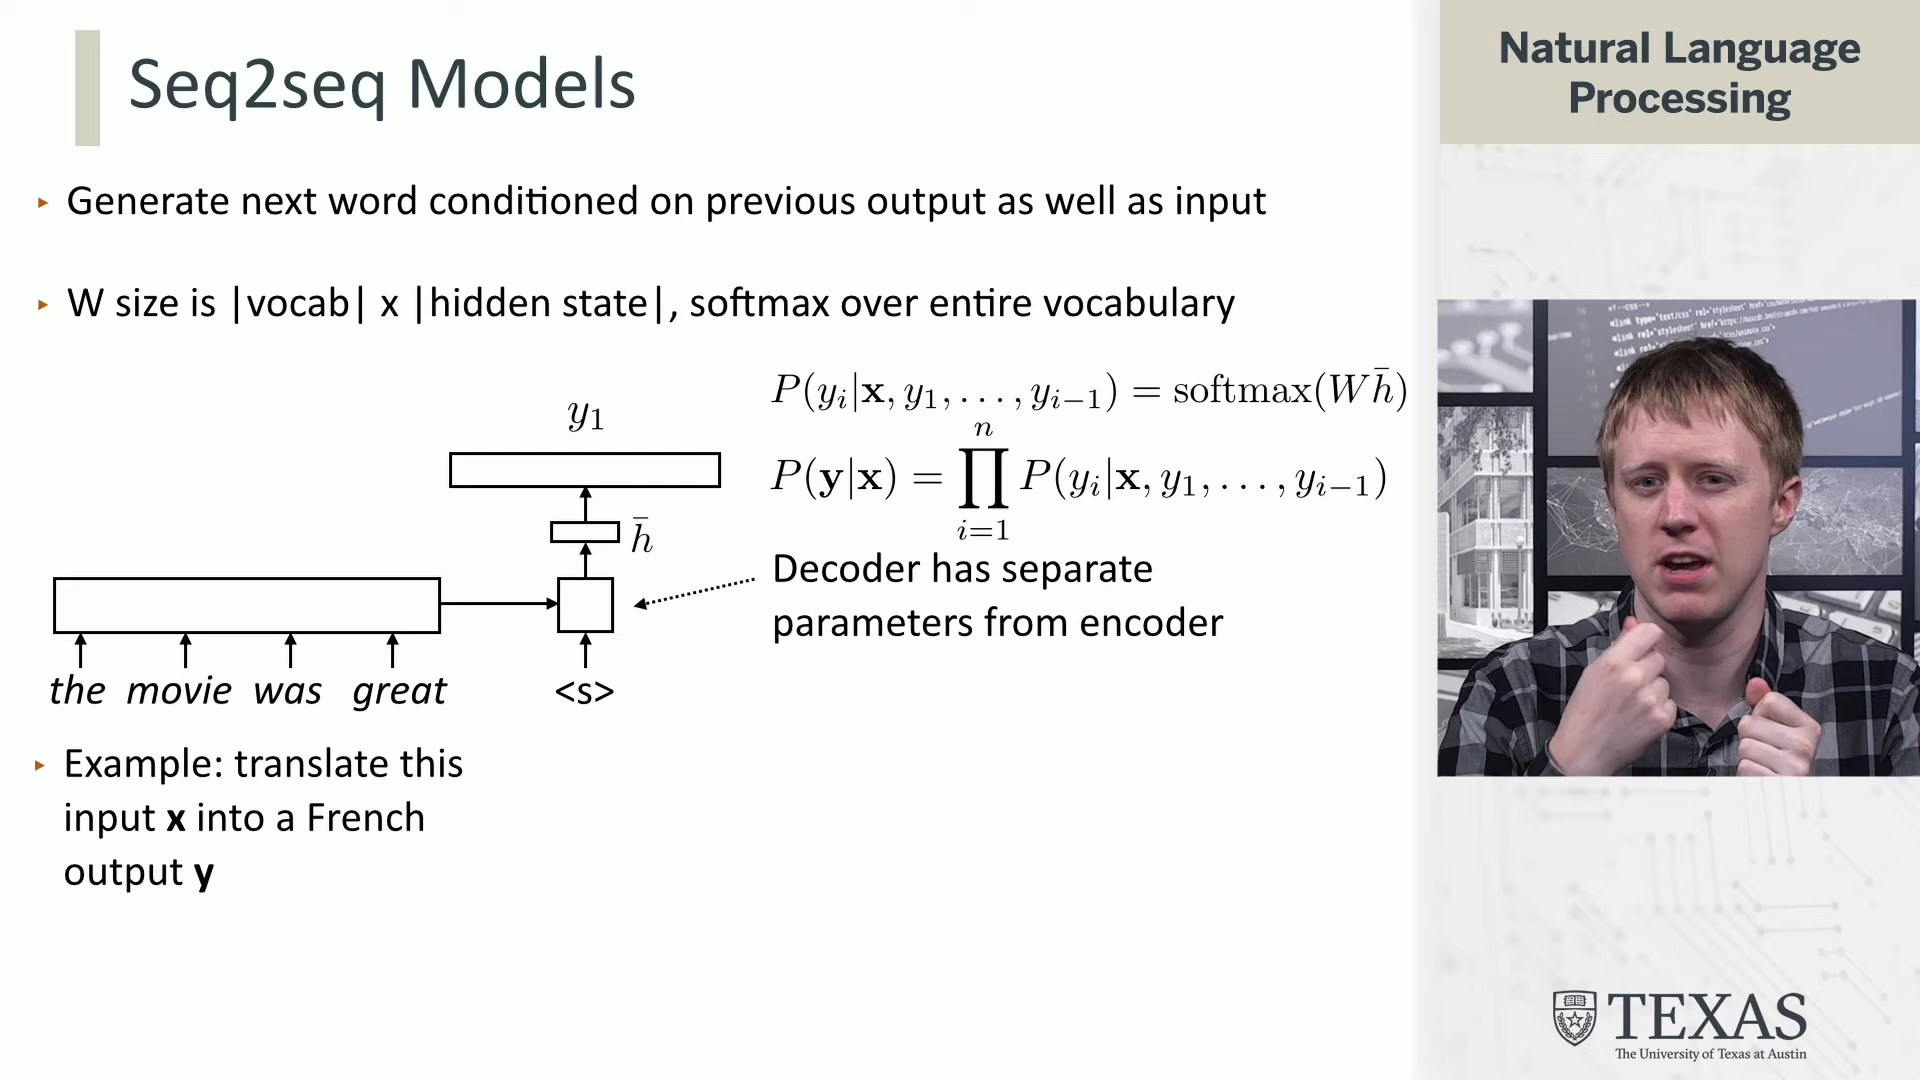 Seq2seq Models
Natural Language
Processing
▸ Generate next word conditioned on previous output as well as input
▸ W size is |vocab| x |hidden state|, softmax over entire vocabulary
P(y_i|x, y_1, ..., y_{i−1}) = softmax(Wh̄)
P(y|x) = ∏_{i=1}^{n} P(y_i|x, y_1, ..., y_{i−1})
y_1
h̄
Decoder has separate
parameters from encoder
the movie was great <s>
▸ Example: translate this
input x into a French
output y
TEXAS
The University of Texas at Austin